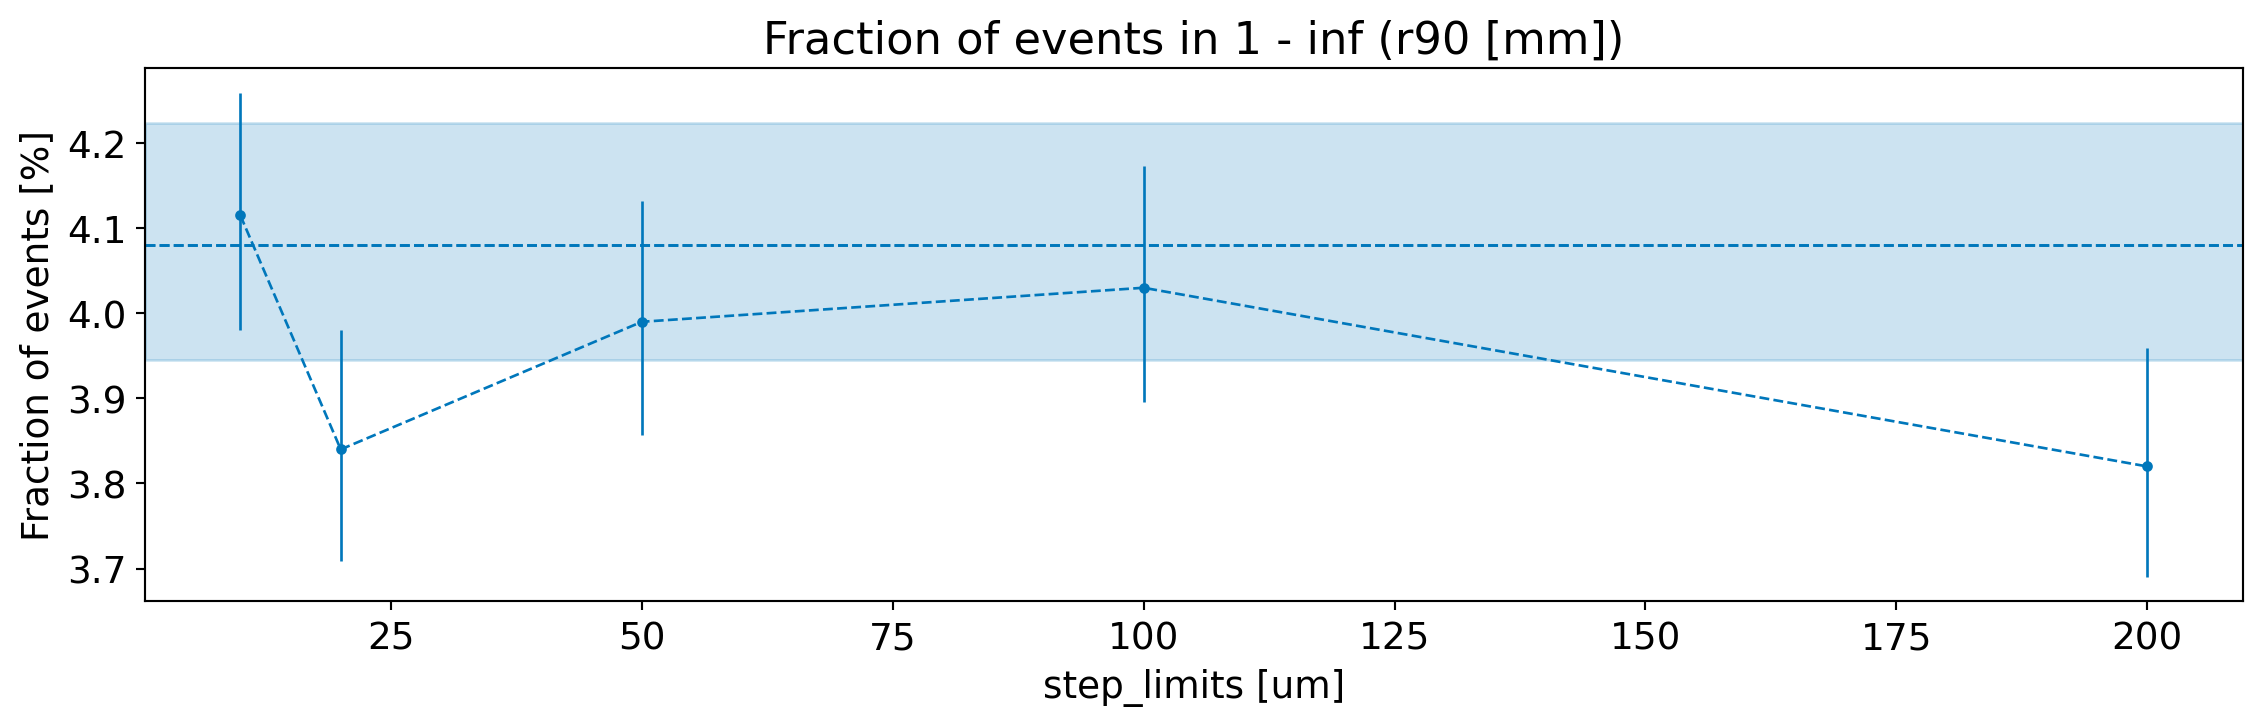 Fraction of events in 1 - inf (r90 [mm])
Fraction of events [%]
4.2
4.1
4.0
3.9
3.8
3.7
25 50 75 100 125 150 175 200
step_limits [um]